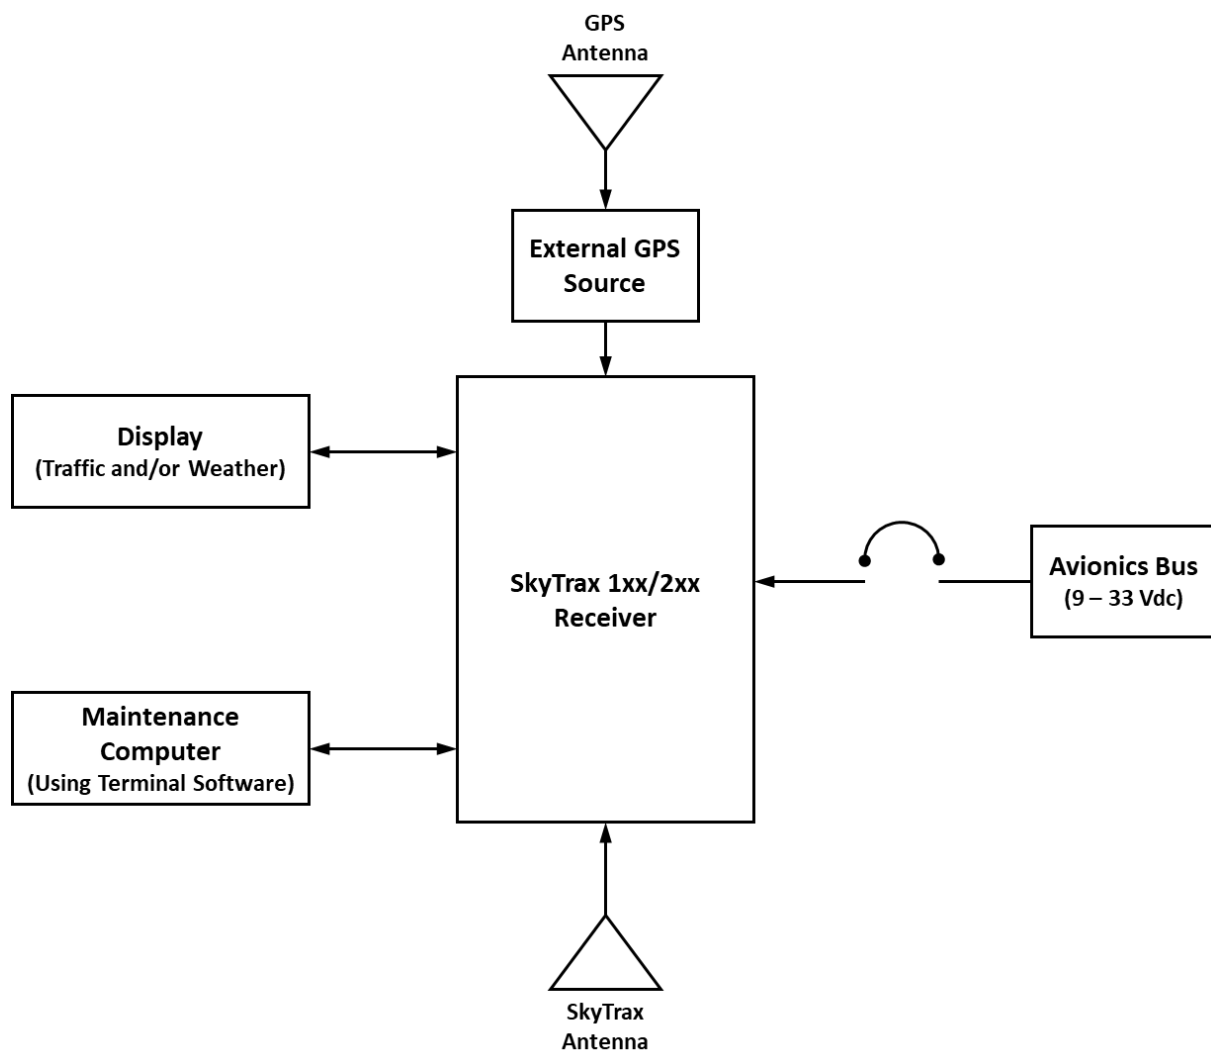 GPS
Antenna
External GPS
Source
Display
(Traffic and/or Weather)
SkyTrax 1xx/2xx
Receiver
Avionics Bus
(9 – 33 Vdc)
Maintenance
Computer
(Using Terminal Software)
SkyTrax
Antenna